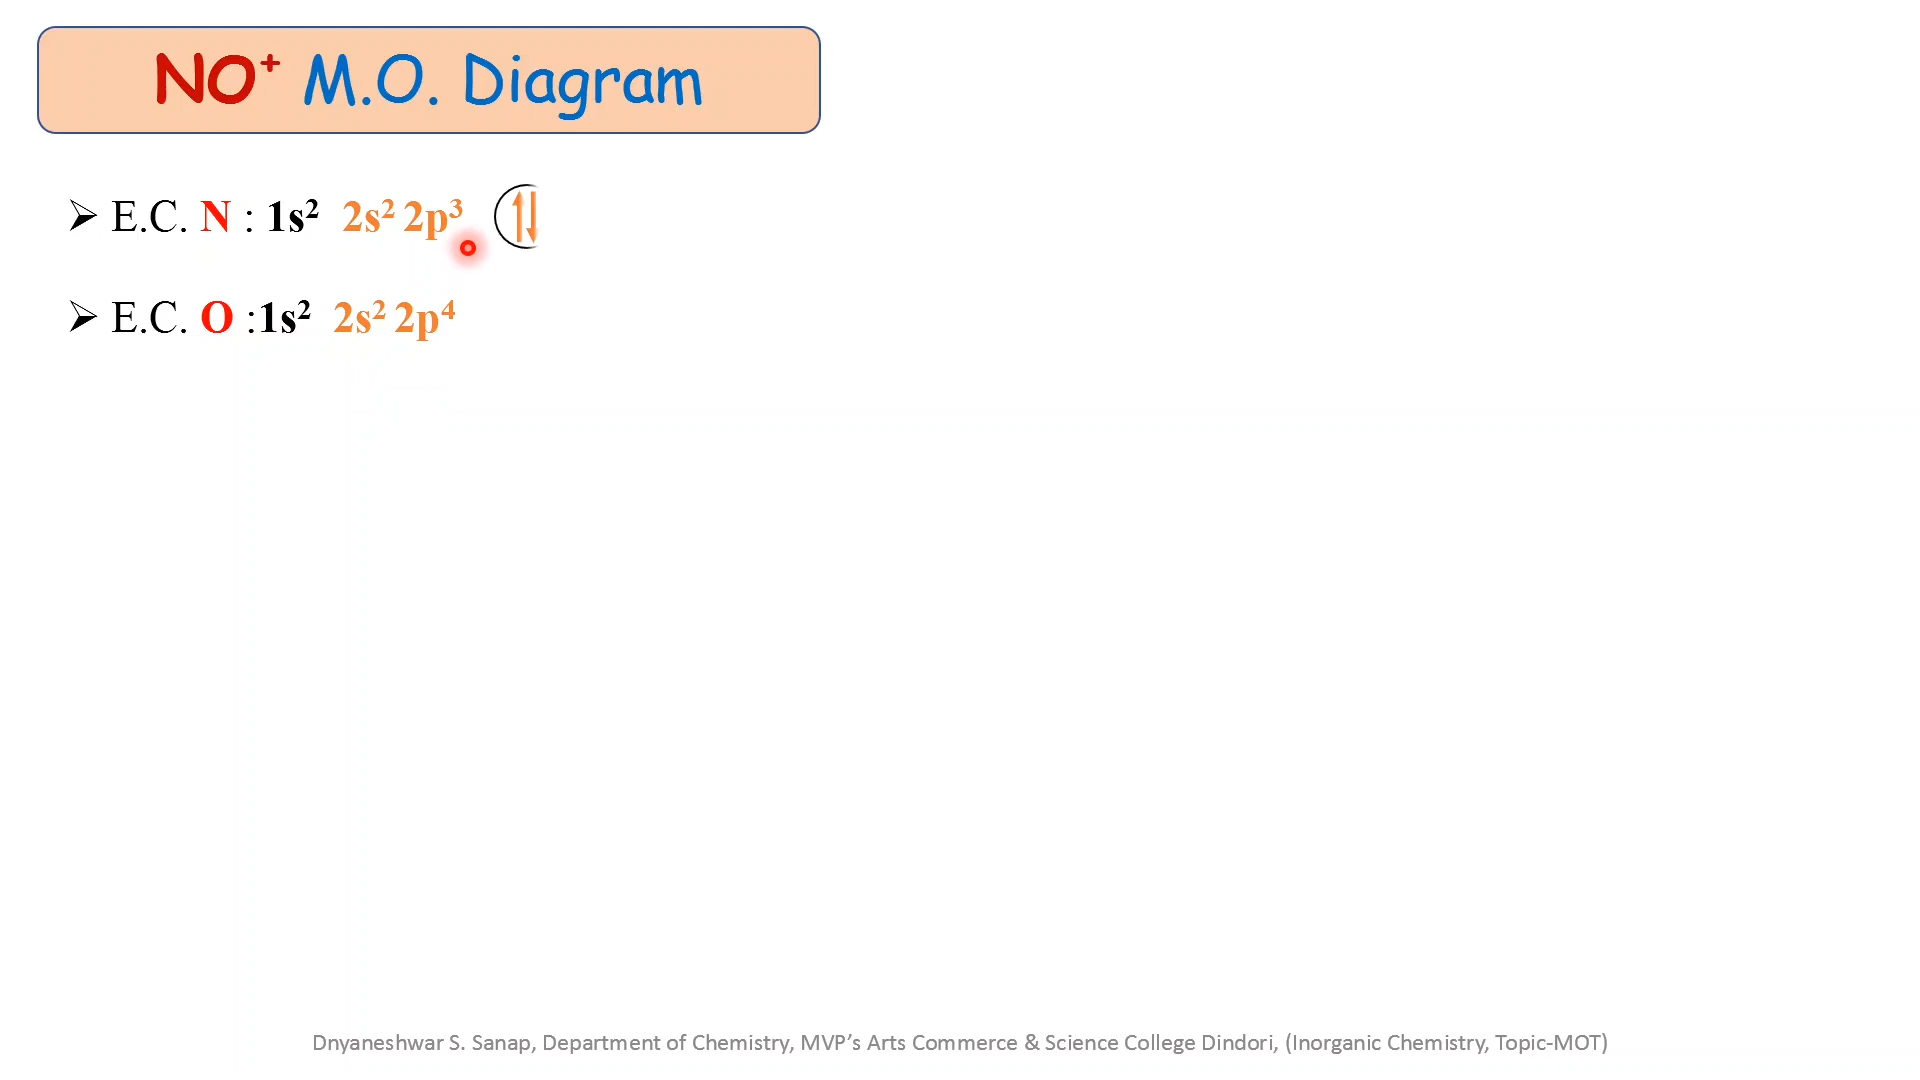 NO⁺ M.O. Diagram
➢ E.C. N : 1s² 2s² 2p³
➢ E.C. O :1s² 2s² 2p⁴
Dnyaneshwar S. Sanap, Department of Chemistry, MVP’s Arts Commerce & Science College Dindori, (Inorganic Chemistry, Topic-MOT)